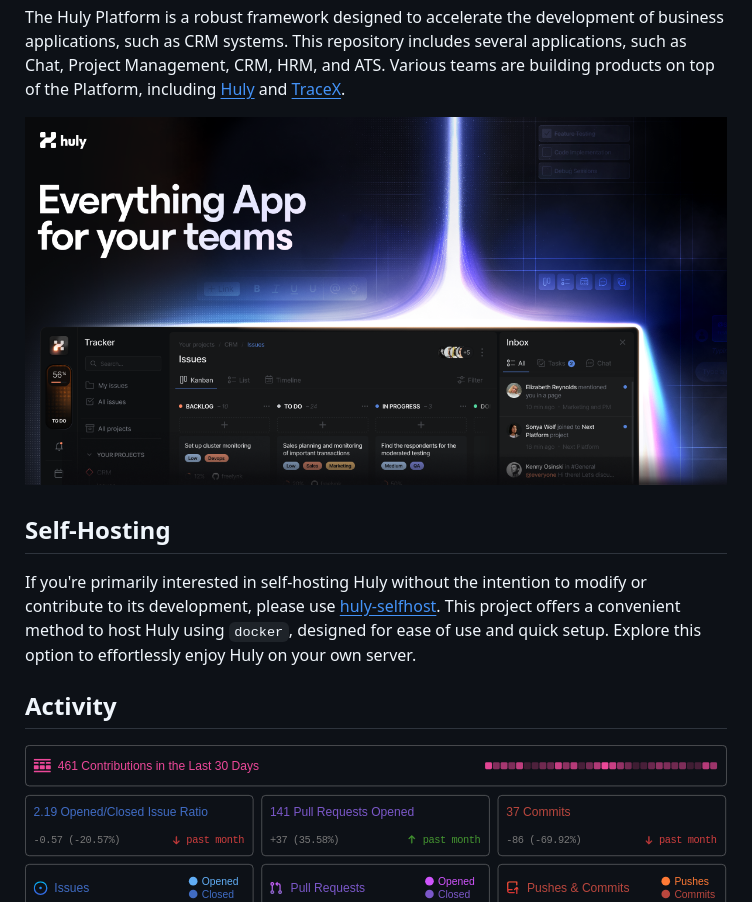 The Huly Platform is a robust framework designed to accelerate the development of business
applications, such as CRM systems. This repository includes several applications, such as
Chat, Project Management, CRM, HRM, and ATS. Various teams are building products on top
of the Platform, including Huly and TraceX.
huly
Everything App
for your teams
Tracker
Search...
My issues
All issues
All projects
YOUR PROJECTS
CRM
56%
TO DO
Your projects CRM Issues
Issues
+5
Kanban List Timeline
Filter
BACKLOG
TO DO
IN PROGRESS
DO
Set up cluster monitoring
Low Devops
Sales planning and monitoring
of important transactions
Low Sales Marketing
Find the respondents for the
moderated testing
Medium QA
Inbox
All Tasks Chat
Elizabeth Reynolds mentioned
you in a page
Sonya Wolf joined to Next
Platform project
Kenny Osinski in #General
Self-Hosting
If you're primarily interested in self-hosting Huly without the intention to modify or
contribute to its development, please use huly-selfhost. This project offers a convenient
method to host Huly using docker, designed for ease of use and quick setup. Explore this
option to effortlessly enjoy Huly on your own server.
Activity
461 Contributions in the Last 30 Days
2.19 Opened/Closed Issue Ratio
-0.57 (-20.57%) ↓ past month
141 Pull Requests Opened
+37 (35.58%) ↑ past month
37 Commits
-86 (-69.92%) ↓ past month
Issues
Opened
Closed
Pull Requests
Opened
Closed
Pushes & Commits
Pushes
Commits